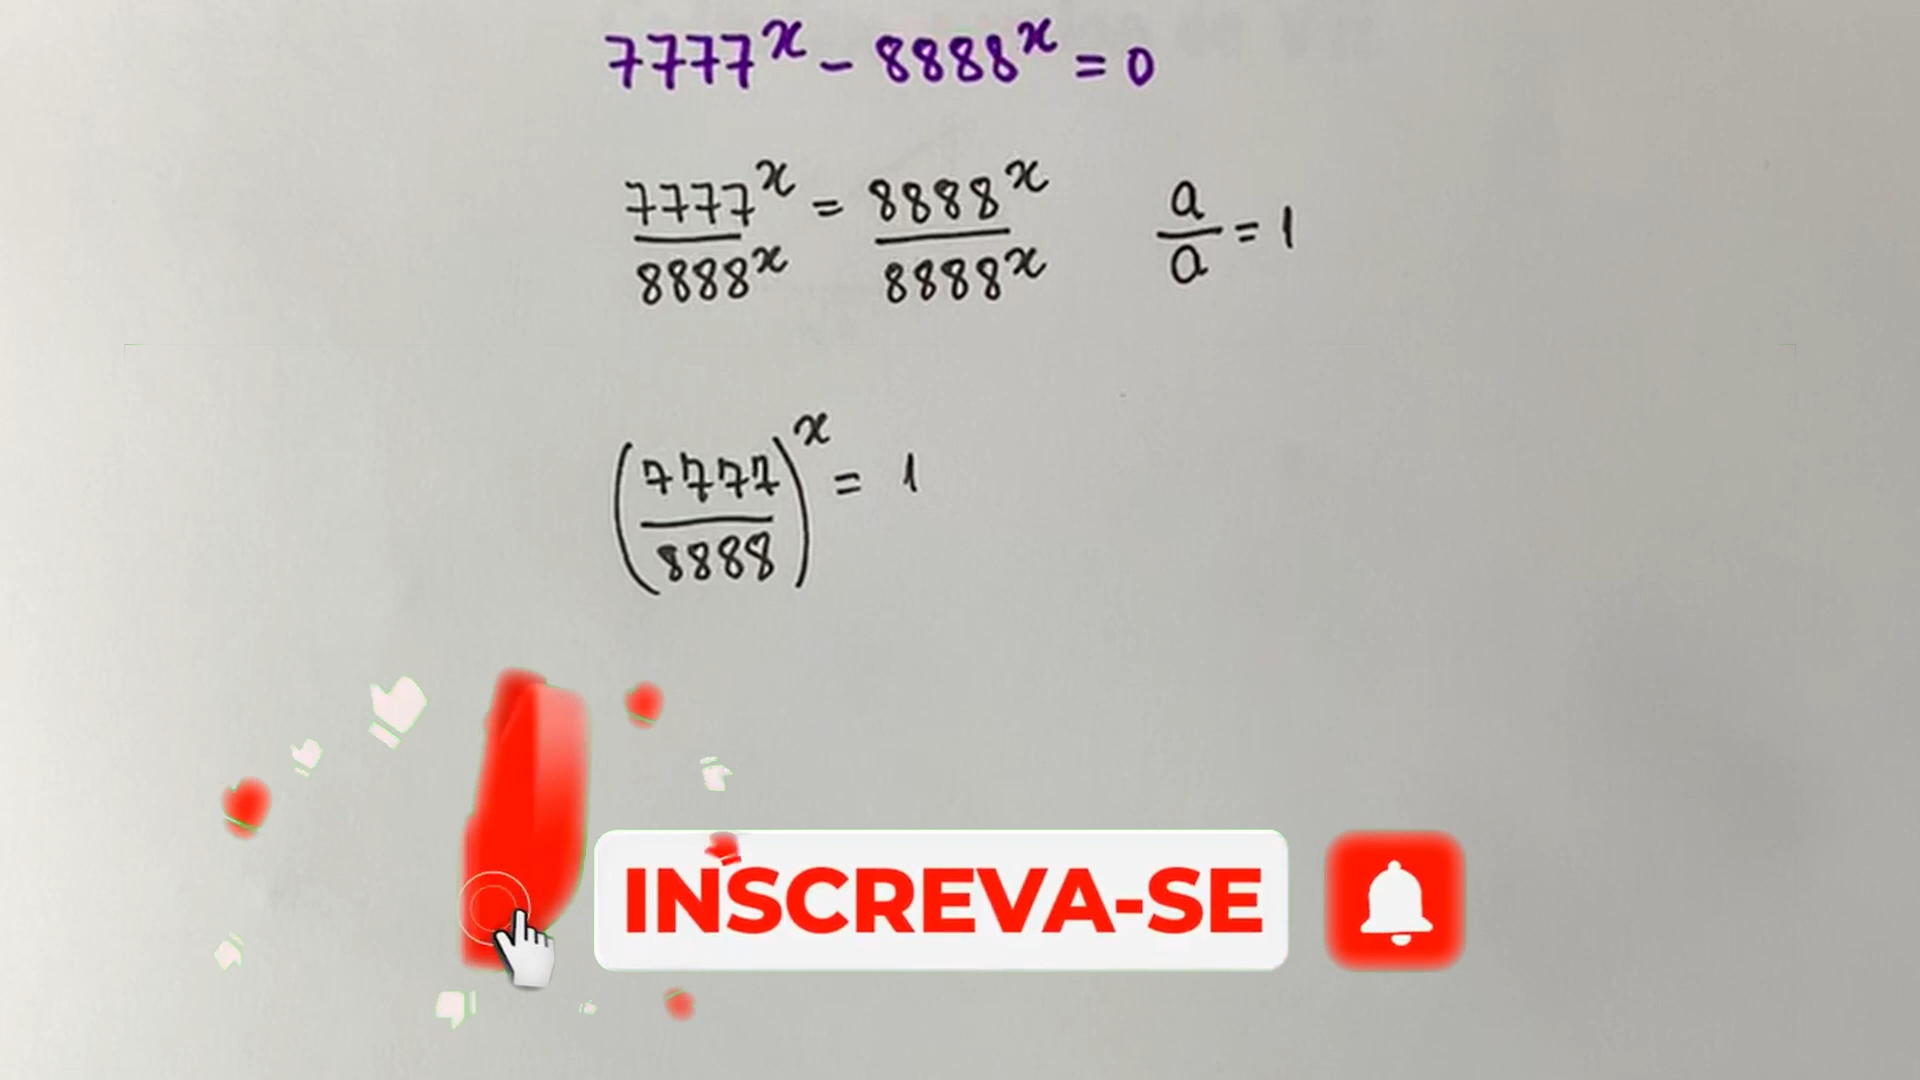 7777^x - 8888^x = 0
7777^x / 8888^x = 8888^x / 8888^x    a/a = 1
(7777/8888)^x = 1
INSCREVA-SE